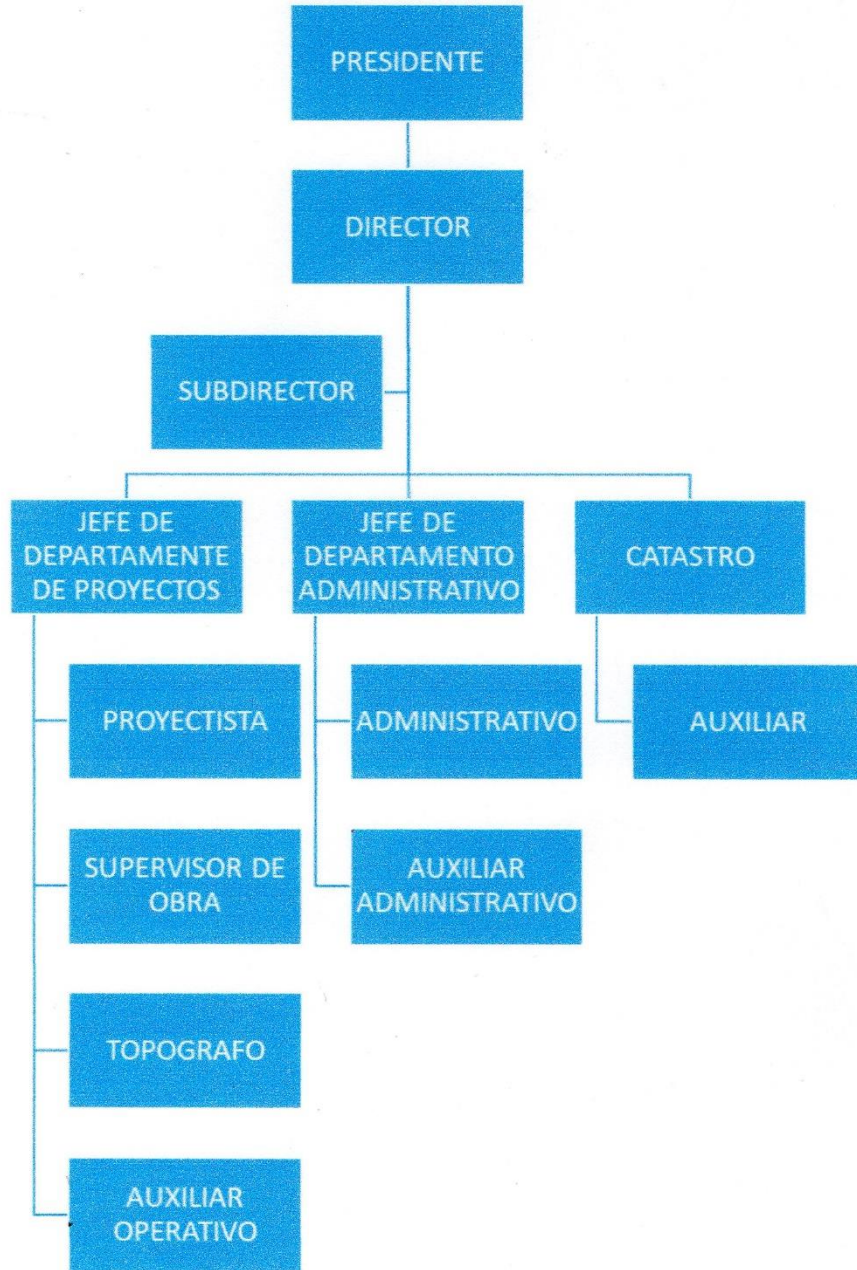 PRESIDENTE
DIRECTOR
SUBDIRECTOR
JEFE DE
DEPARTAMENTE
DE PROYECTOS
JEFE DE
DEPARTAMENTO
ADMINISTRATIVO
CATASTRO
PROYECTISTA
ADMINISTRATIVO
AUXILIAR
SUPERVISOR DE
OBRA
AUXILIAR
ADMINISTRATIVO
TOPOGRAFO
AUXILIAR
OPERATIVO